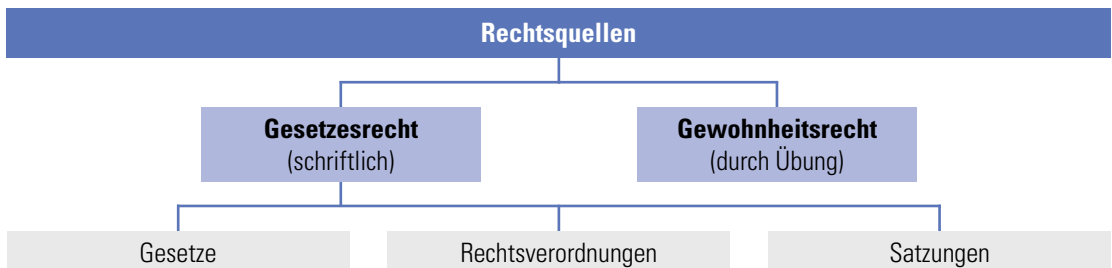 Rechtsquellen
Gesetzesrecht
(schriftlich)
Gewohnheitsrecht
(durch Übung)
Gesetze
Rechtsverordnungen
Satzungen